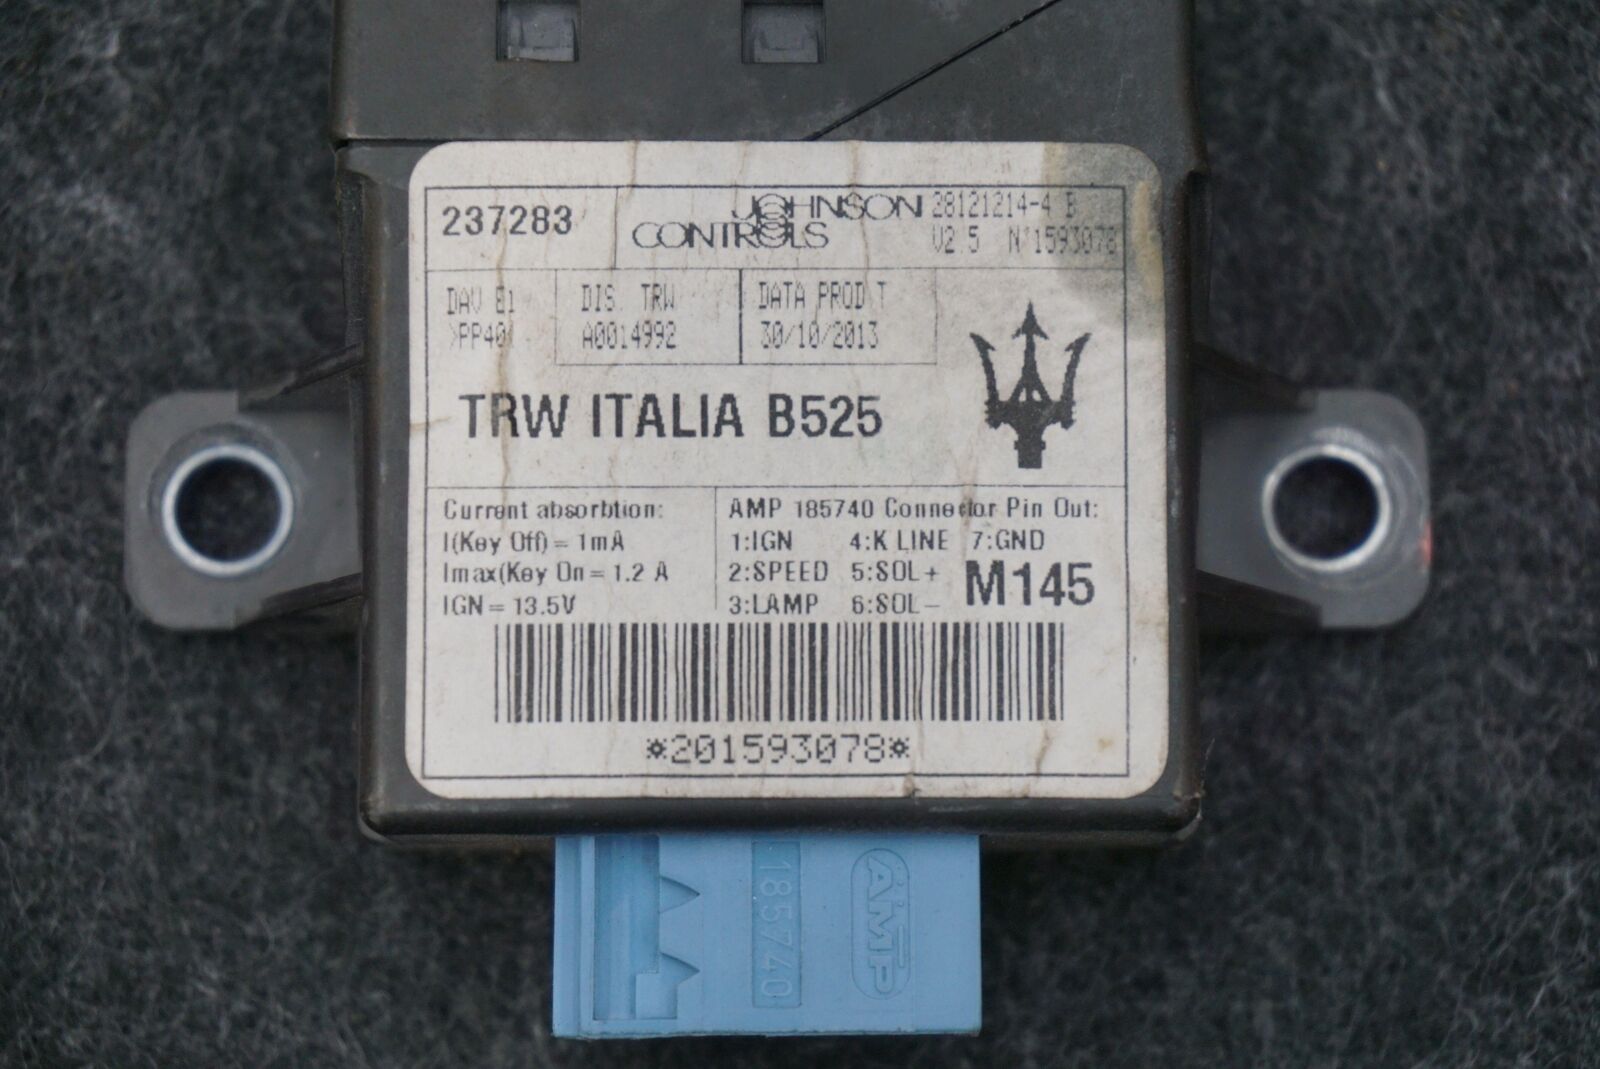 237283
JOHNSON
CONTROLS
28121214-4 B
V2.5 N°1593078
DAV E1
>PP40<
DIS. TRW
A0014992
DATA PROD T
30/10/2013
TRW ITALIA B525
Current absorbtion:
I(Key Off) = 1mA
Imax(Key On = 1.2 A
IGN = 13.5V
AMP 185740 Connector Pin Out:
1:IGN 4:K LINE 7:GND
2:SPEED 5:SOL+
3:LAMP 6:SOL-
M145
*201593078*
185740
AMP